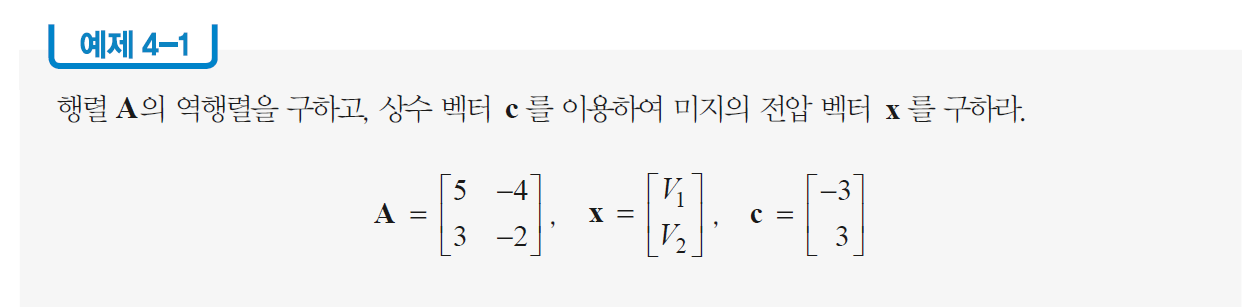 예제 4-1
행렬 A의 역행렬을 구하고, 상수 벡터 c 를 이용하여 미지의 전압 벡터 x 를 구하라.
A = [5 −4; 3 −2], x = [V₁; V₂], c = [−3; 3]